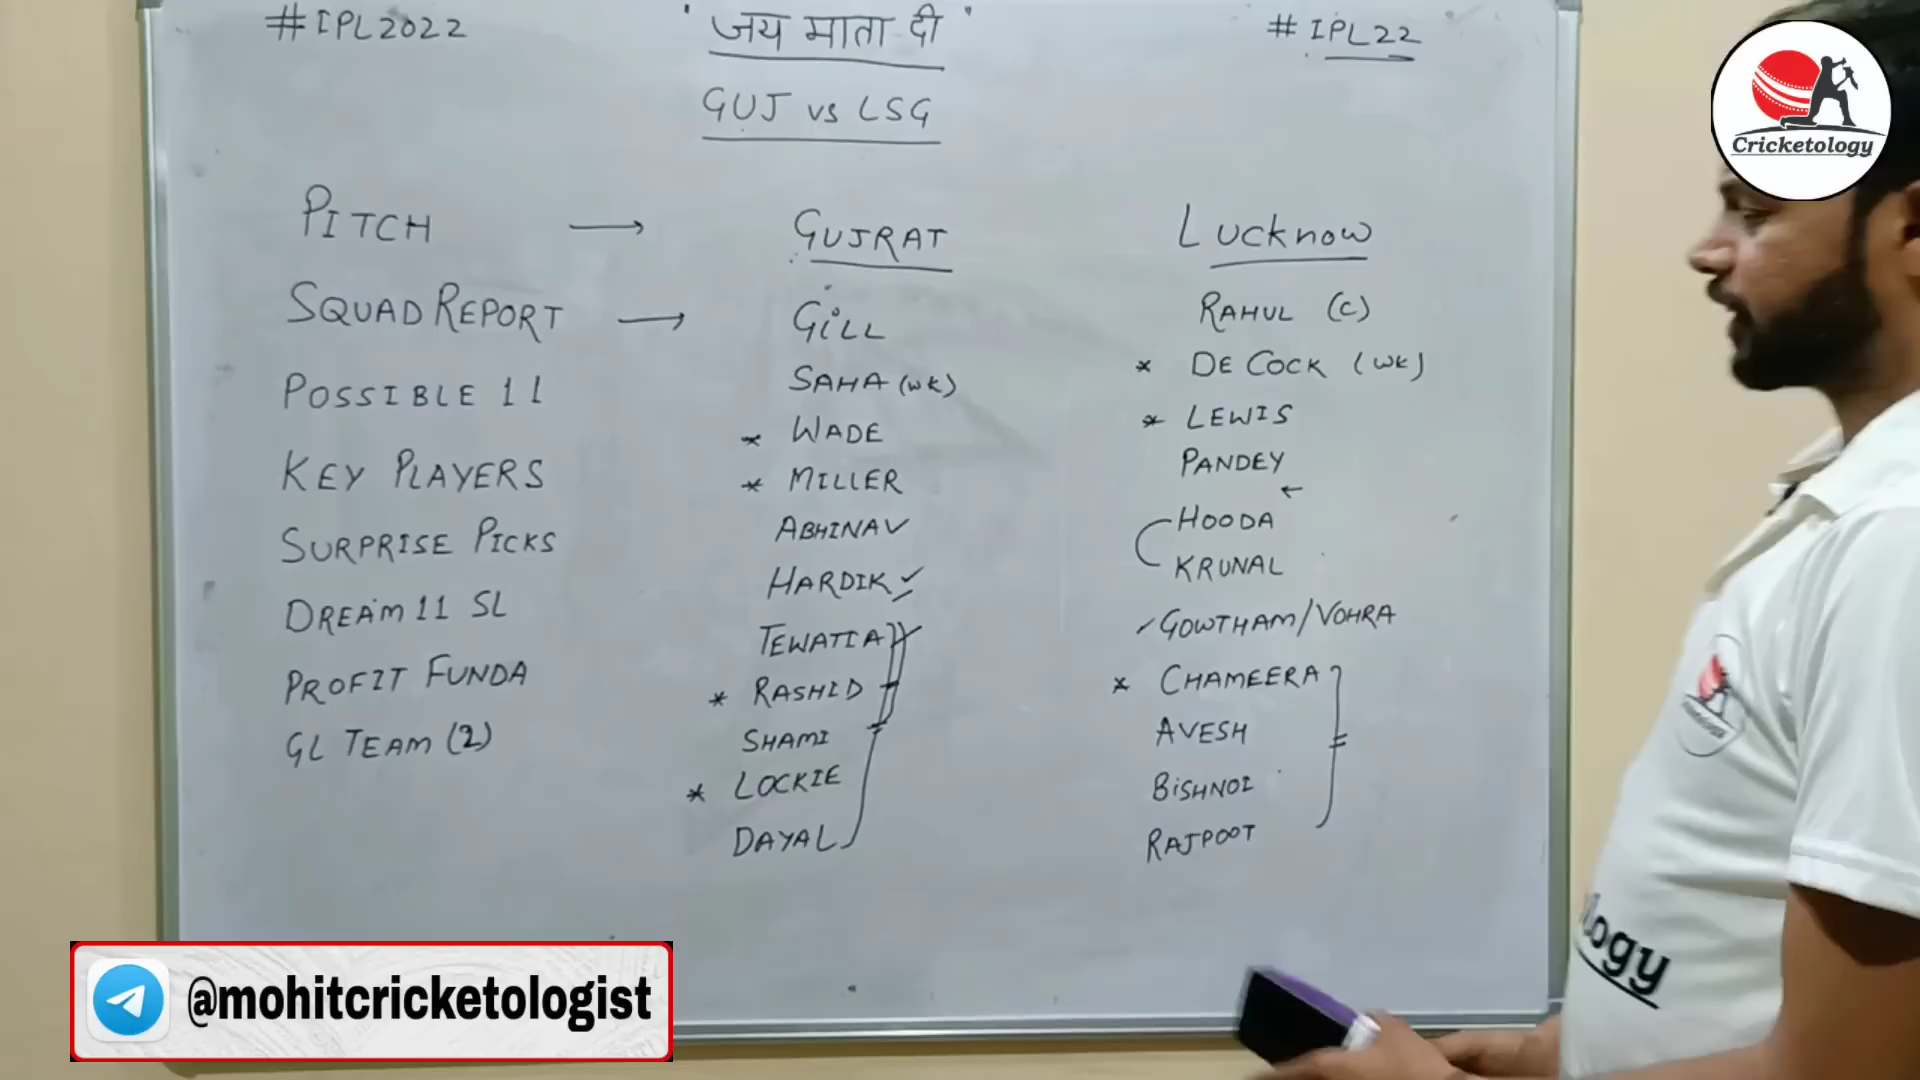 #IPL2022
'जय माता दी'
#IPL22
GUJ vs LSG
PITCH →
SQUAD REPORT →
POSSIBLE 11
KEY PLAYERS
SURPRISE PICKS
DREAM11 SL
PROFIT FUNDA
GL TEAM (2)
GUJRAT
GILL
SAHA (WK)
* WADE
* MILLER
ABHINAV
HARDIK ✓
TEWATIA
* RASHID
SHAMI
* LOCKIE
DAYAL
Lucknow
RAHUL (C)
* DE COCK (WK)
* LEWIS
PANDEY
←
HOODA
KRUNAL
✓ GOWTHAM/VOHRA
* CHAMEERA
AVESH
BISHNOI
RAJPOOT
Cricketology
ology
@mohitcricketologist